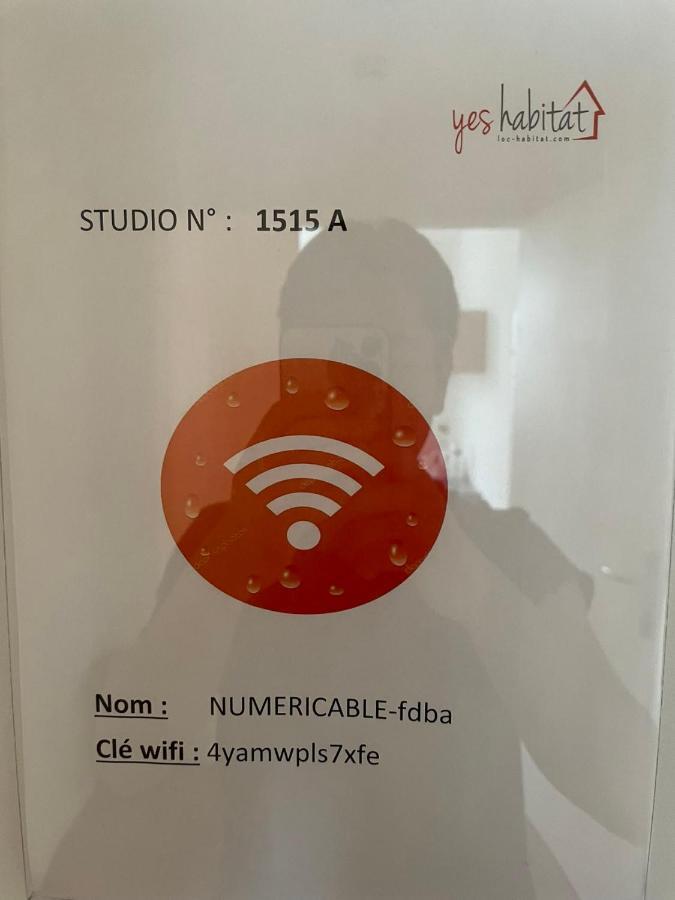 yes habitat
loc-habitat.com
STUDIO N° : 1515 A
Nom : NUMERICABLE-fdba
Clé wifi : 4yamwpls7xfe